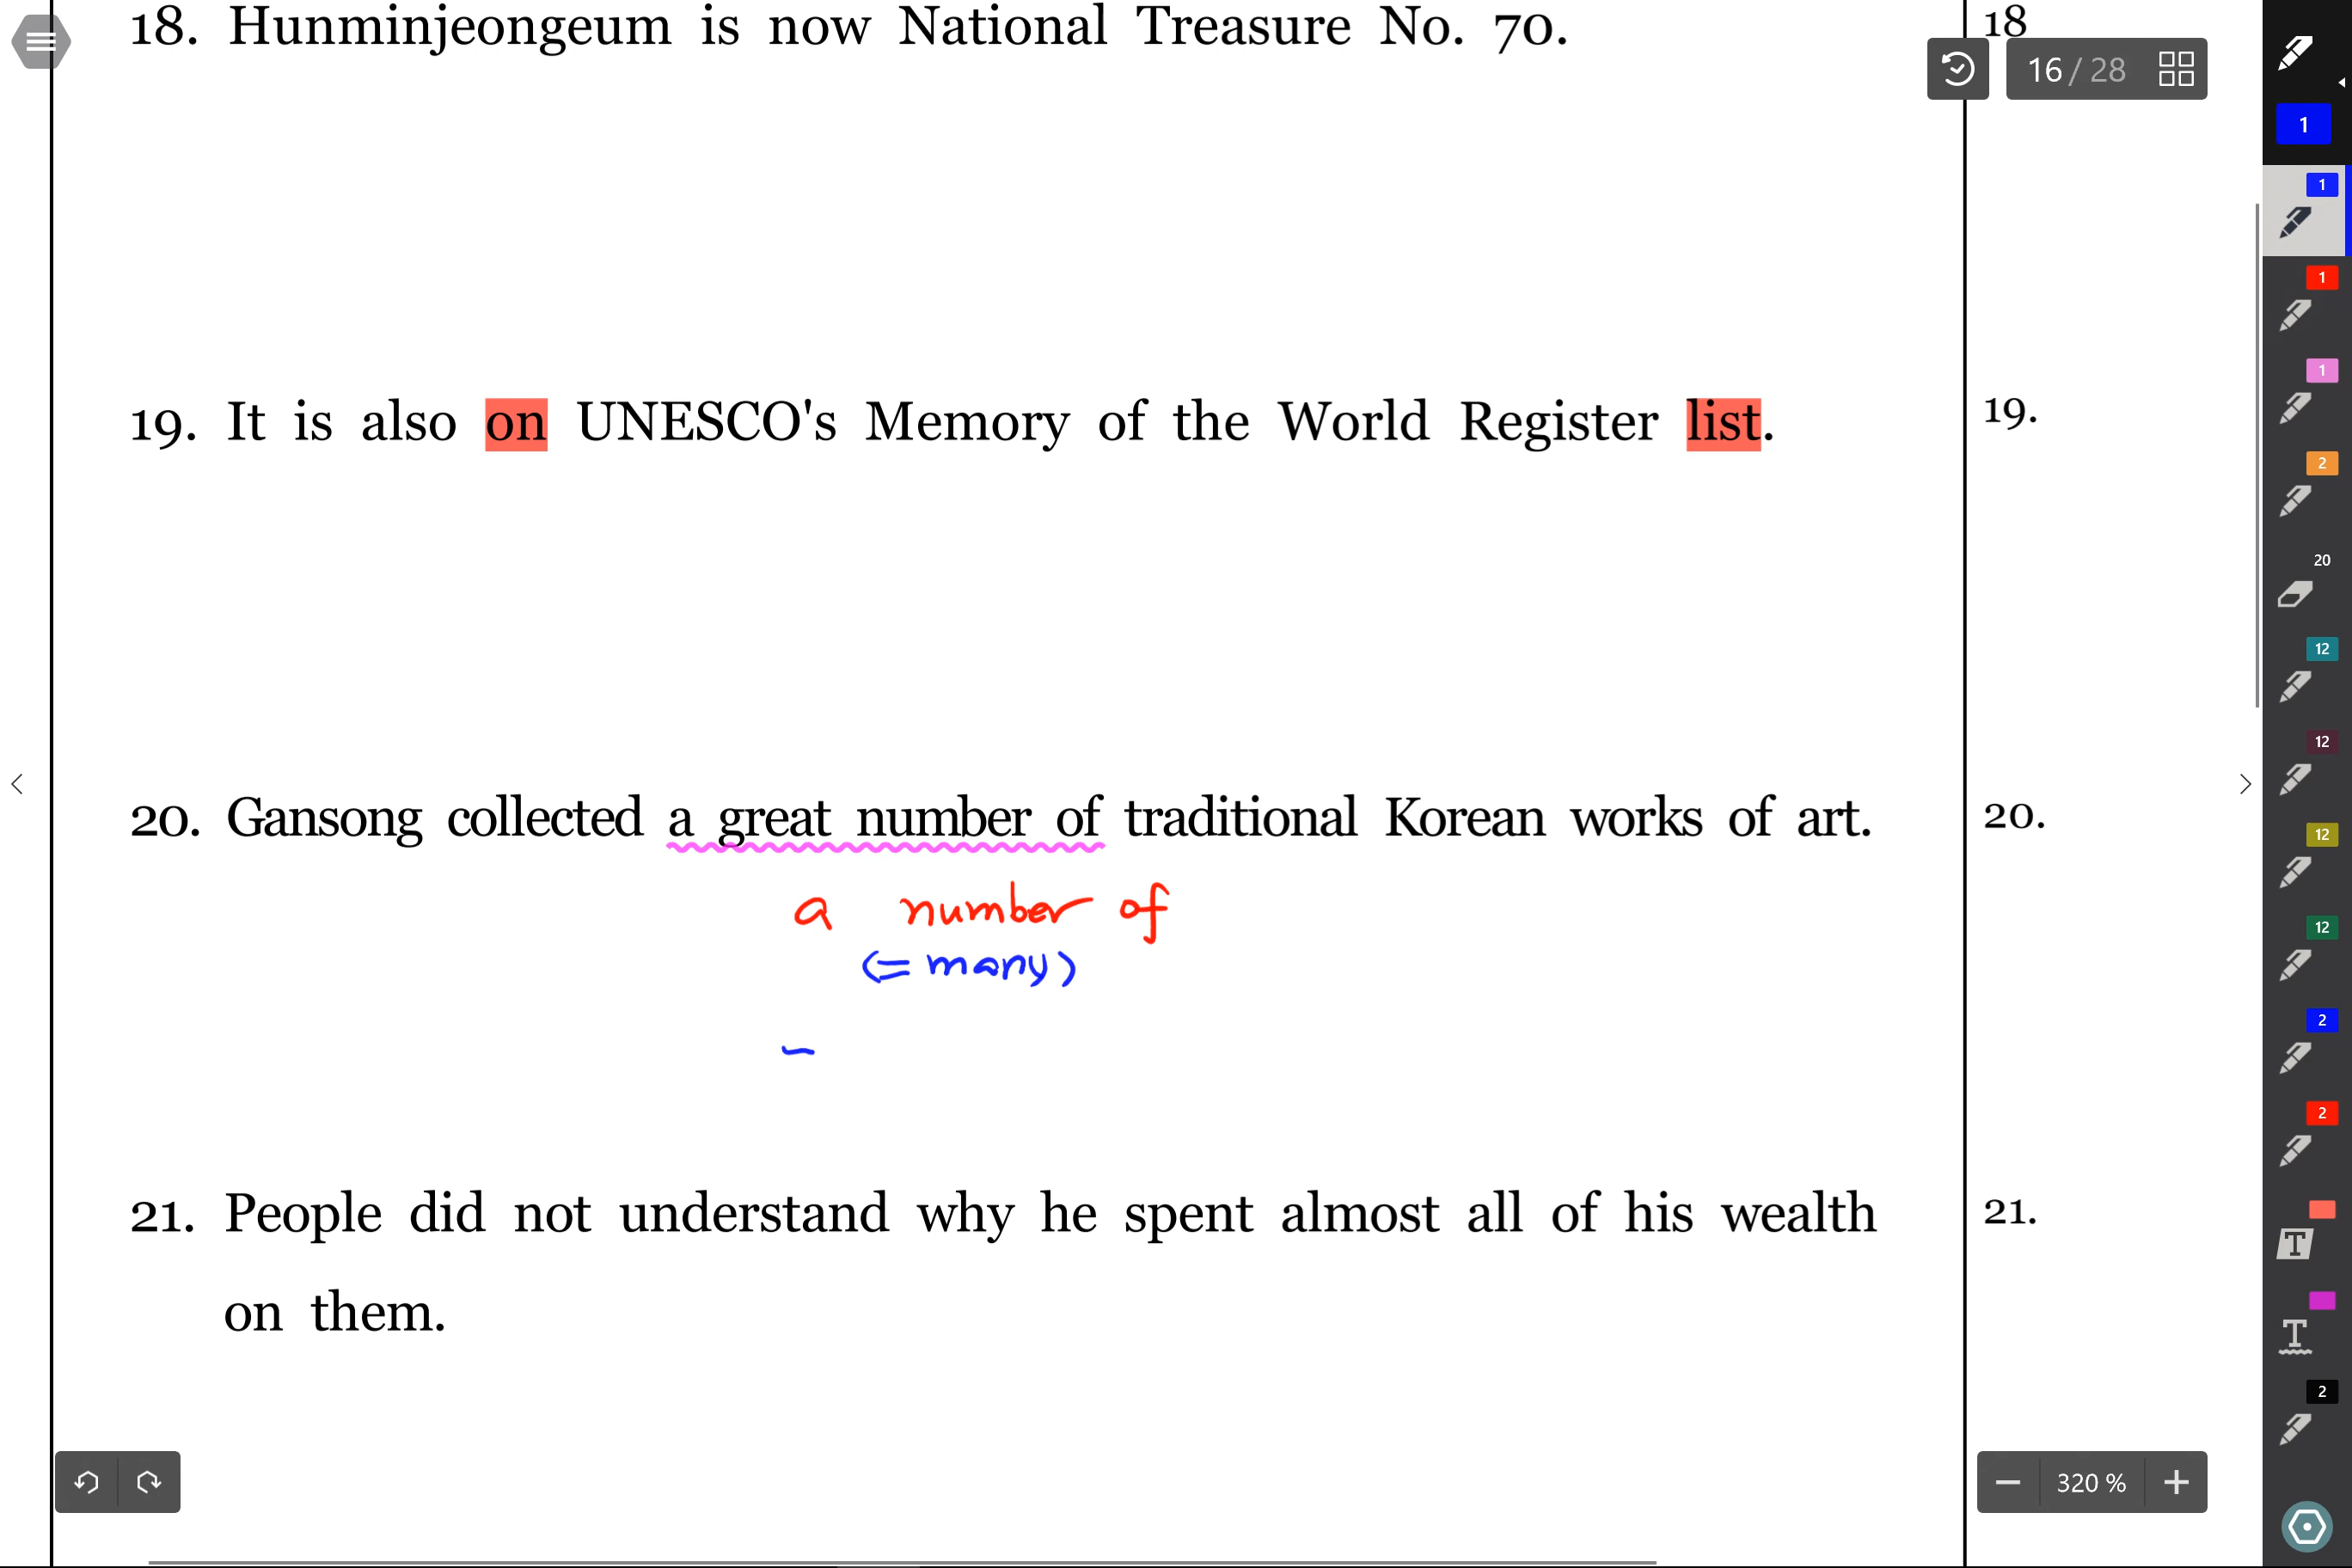 18. Hunminjeongeum is now National Treasure No. 70.
18
16 / 28
1
1
1
1
19. It is also on UNESCO's Memory of the World Register list.
19.
2
20
12
12
20. Gansong collected a great number of traditional Korean works of art.
20.
12
a number of
12
(= many)
2
2
21. People did not understand why he spent almost all of his wealth
21.
on them.
T
T
2
320 %